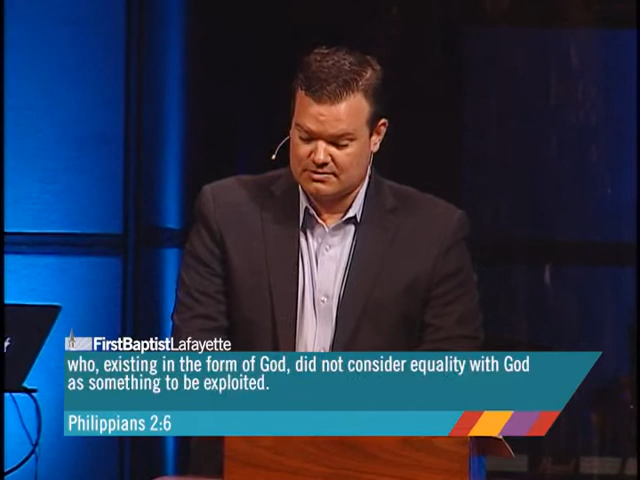 FirstBaptistLafayette
who, existing in the form of God, did not consider equality with God
as something to be exploited.
Philippians 2:6